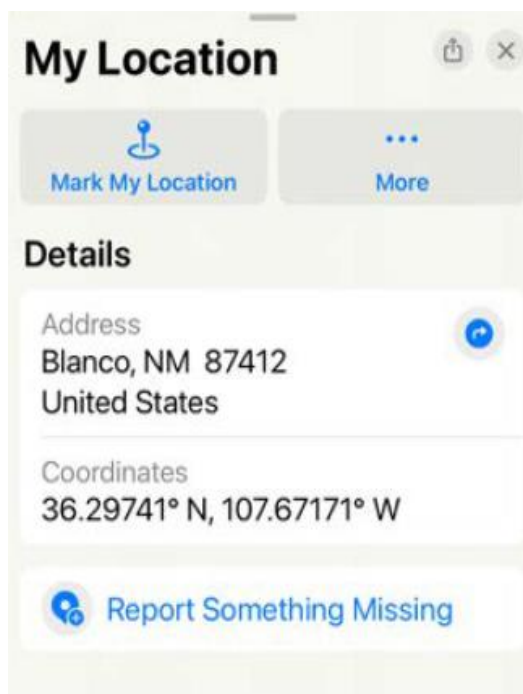 My Location
Mark My Location
More
Details
Address
Blanco, NM 87412
United States
Coordinates
36.29741° N, 107.67171° W
Report Something Missing